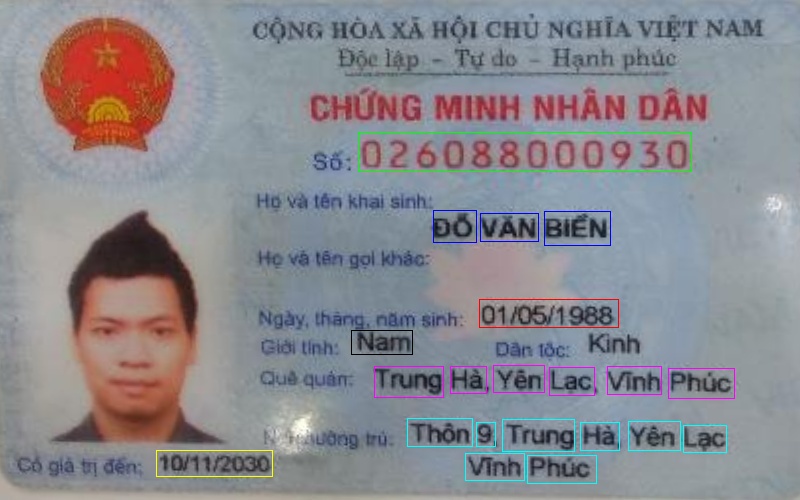 CỘNG HÒA XÃ HỘI CHỦ NGHĨA VIỆT NAM
Độc lập - Tự do - Hạnh phúc
CHỨNG MINH NHÂN DÂN
Số: 026088000930
Họ và tên khai sinh:
ĐỖ VĂN BIỂN
Họ và tên gọi khác:
Ngày, tháng, năm sinh: 01/05/1988
Giới tính: Nam Dân tộc: Kinh
Quê quán: Trung Hà, Yên Lạc, Vĩnh Phúc
thường trú: Thôn 9, Trung Hà, Yên Lạc
Vĩnh Phúc
Có giá trị đến: 10/11/2030